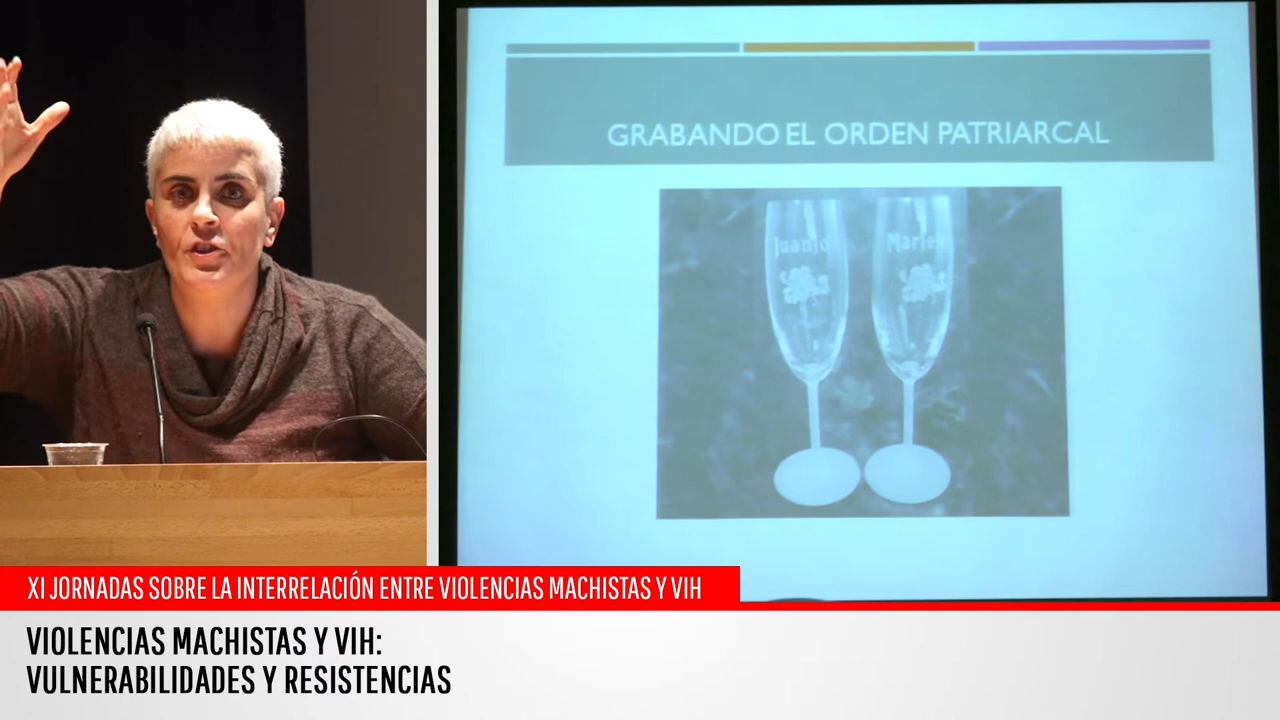 GRABANDO EL ORDEN PATRIARCAL
Juanjo
XI JORNADAS SOBRE LA INTERRELACIÓN ENTRE VIOLENCIAS MACHISTAS Y VIH
VIOLENCIAS MACHISTAS Y VIH:
VULNERABILIDADES Y RESISTENCIAS